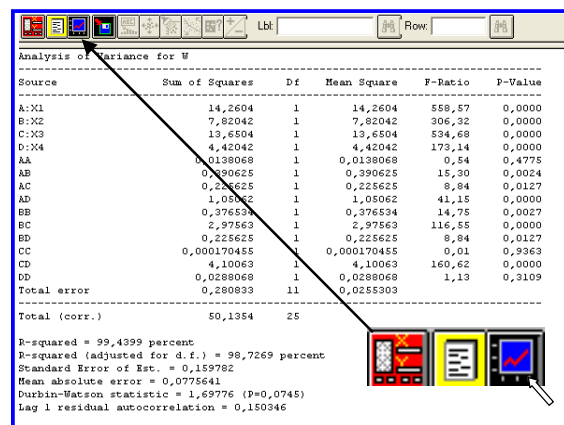 Lbl: Row:
Analysis of Variance for W
Source Sum of Squares Df Mean Square F-Ratio P-Value
A:X1 14,2604 1 14,2604 558,57 0,0000
B:X2 7,82042 1 7,82042 306,32 0,0000
C:X3 13,6504 1 13,6504 534,68 0,0000
D:X4 4,42042 1 4,42042 173,14 0,0000
AA 0,0138068 1 0,0138068 0,54 0,4775
AB 0,390625 1 0,390625 15,30 0,0024
AC 0,225625 1 0,225625 8,84 0,0127
AD 1,05062 1 1,05062 41,15 0,0000
BB 0,376534 1 0,376534 14,75 0,0027
BC 2,97563 1 2,97563 116,55 0,0000
BD 0,225625 1 0,225625 8,84 0,0127
CC 0,000170455 1 0,000170455 0,01 0,9363
CD 4,10063 1 4,10063 160,62 0,0000
DD 0,0288068 1 0,0288068 1,13 0,3109
Total error 0,280833 11 0,0255303
Total (corr.) 50,1354 25
R-squared = 99,4399 percent
R-squared (adjusted for d.f.) = 98,7269 percent
Standard Error of Est. = 0,159782
Mean absolute error = 0,0775641
Durbin-Watson statistic = 1,69776 (P=0,0745)
Lag 1 residual autocorrelation = 0,150346
X
Y